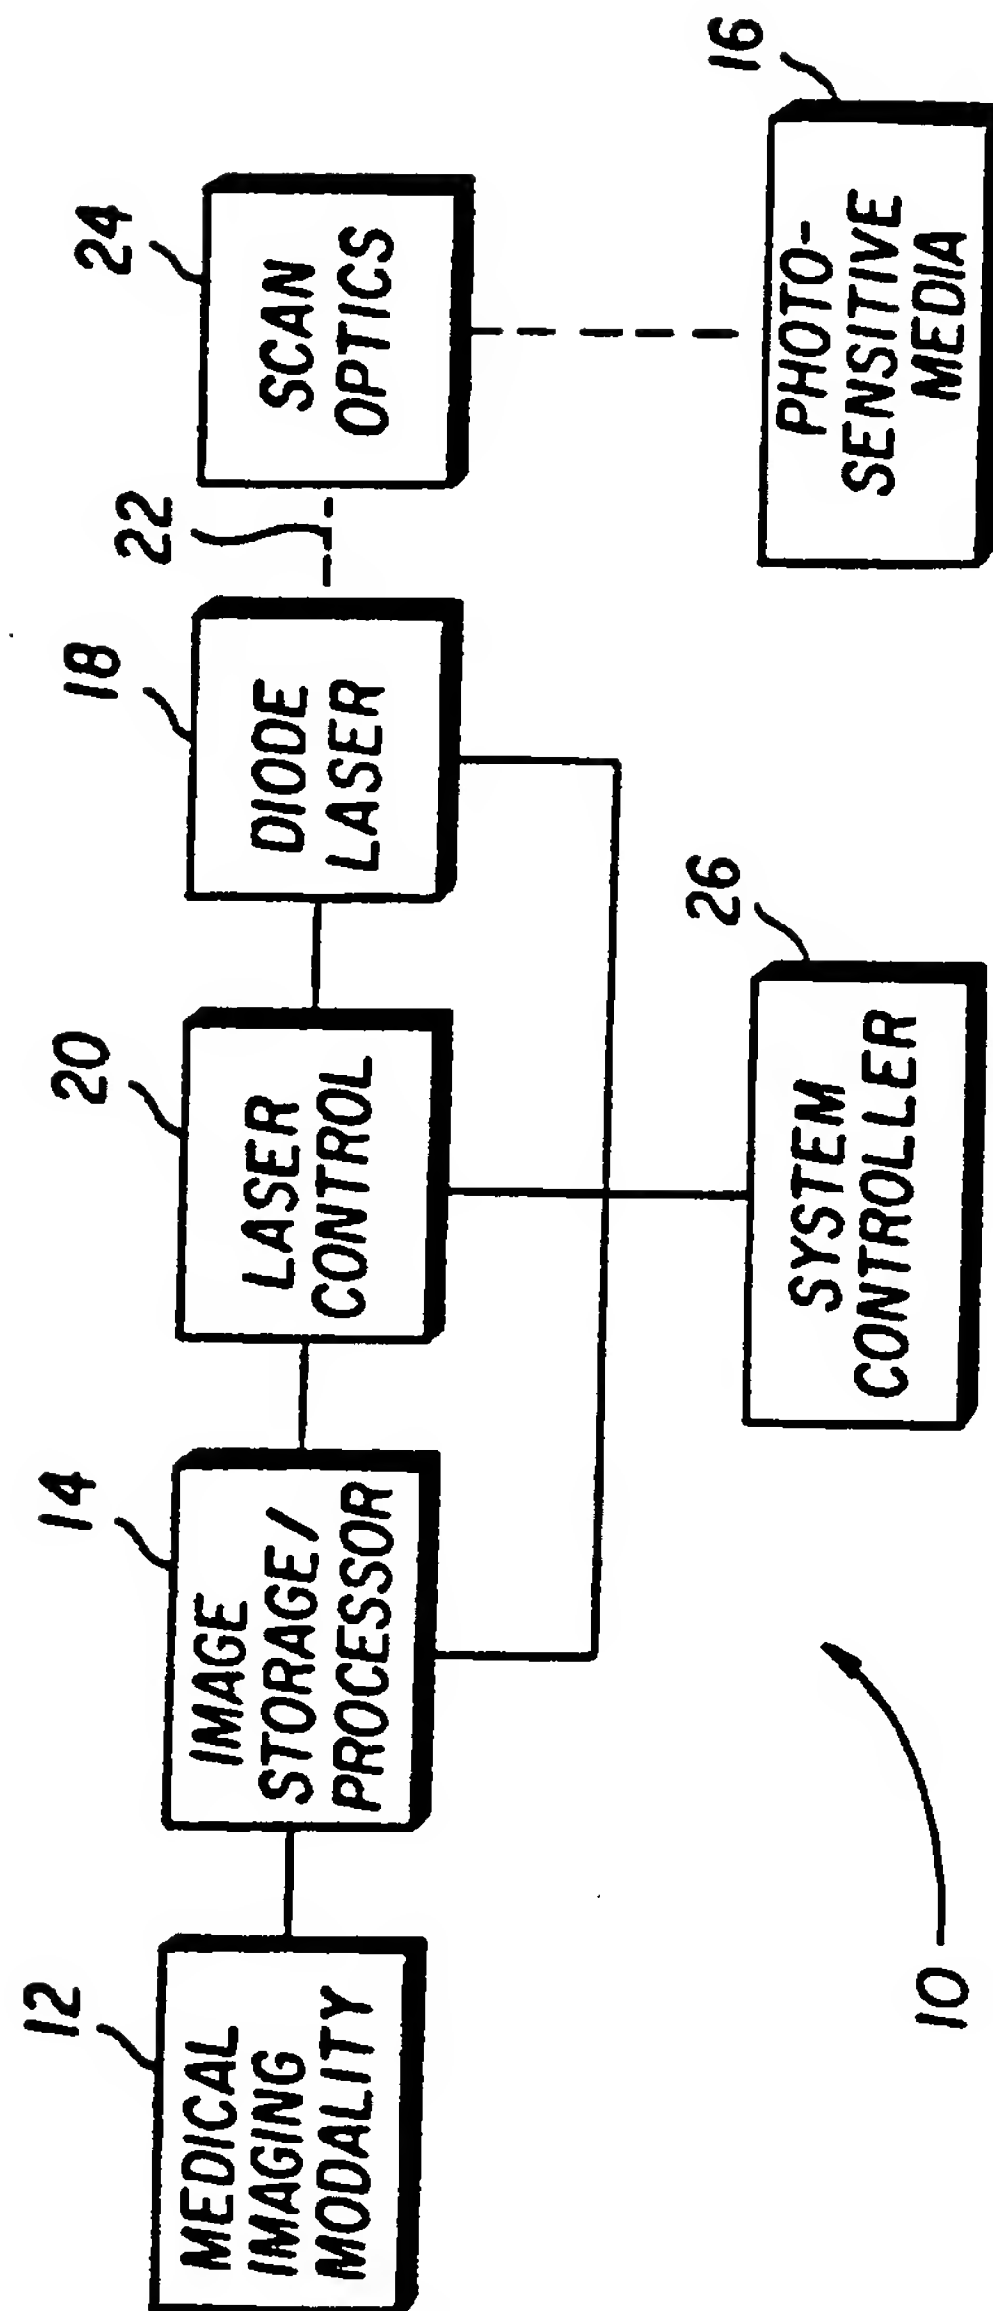 12
MEDICAL
IMAGING
MODALITY
14
IMAGE
STORAGE/
PROCESSOR
20
LASER
CONTROL
18
DIODE
LASER
22
24
SCAN
OPTICS
10
26
SYSTEM
CONTROLLER
16
PHOTO-
SENSITIVE
MEDIA